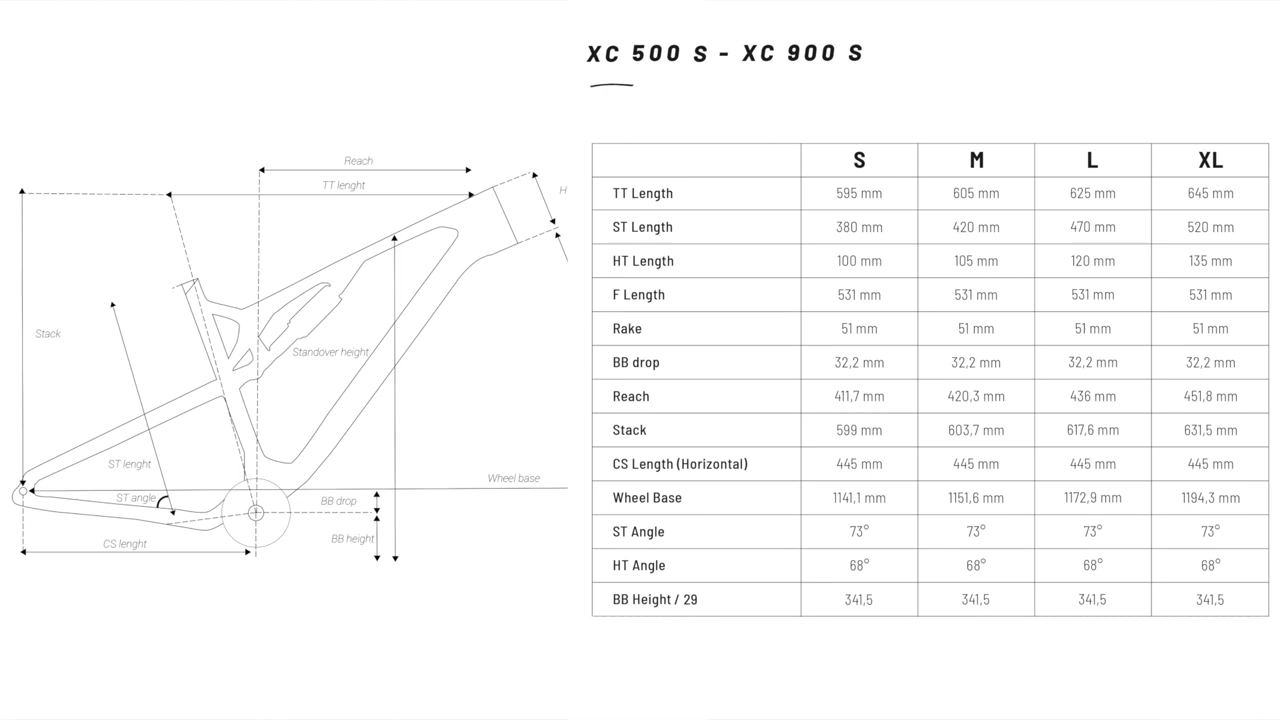 XC 500 S - XC 900 S
Reach
TT lenght
H
Stack
Standover height
ST lenght
Wheel base
ST angle
BB drop
BB height
CS lenght
S M L XL
TT Length 595 mm 605 mm 625 mm 645 mm
ST Length 380 mm 420 mm 470 mm 520 mm
HT Length 100 mm 105 mm 120 mm 135 mm
F Length 531 mm 531 mm 531 mm 531 mm
Rake 51 mm 51 mm 51 mm 51 mm
BB drop 32,2 mm 32,2 mm 32,2 mm 32,2 mm
Reach 411,7 mm 420,3 mm 436 mm 451,8 mm
Stack 599 mm 603,7 mm 617,6 mm 631,5 mm
CS Length (Horizontal) 445 mm 445 mm 445 mm 445 mm
Wheel Base 1141,1 mm 1151,6 mm 1172,9 mm 1194,3 mm
ST Angle 73° 73° 73° 73°
HT Angle 68° 68° 68° 68°
BB Height / 29 341,5 341,5 341,5 341,5